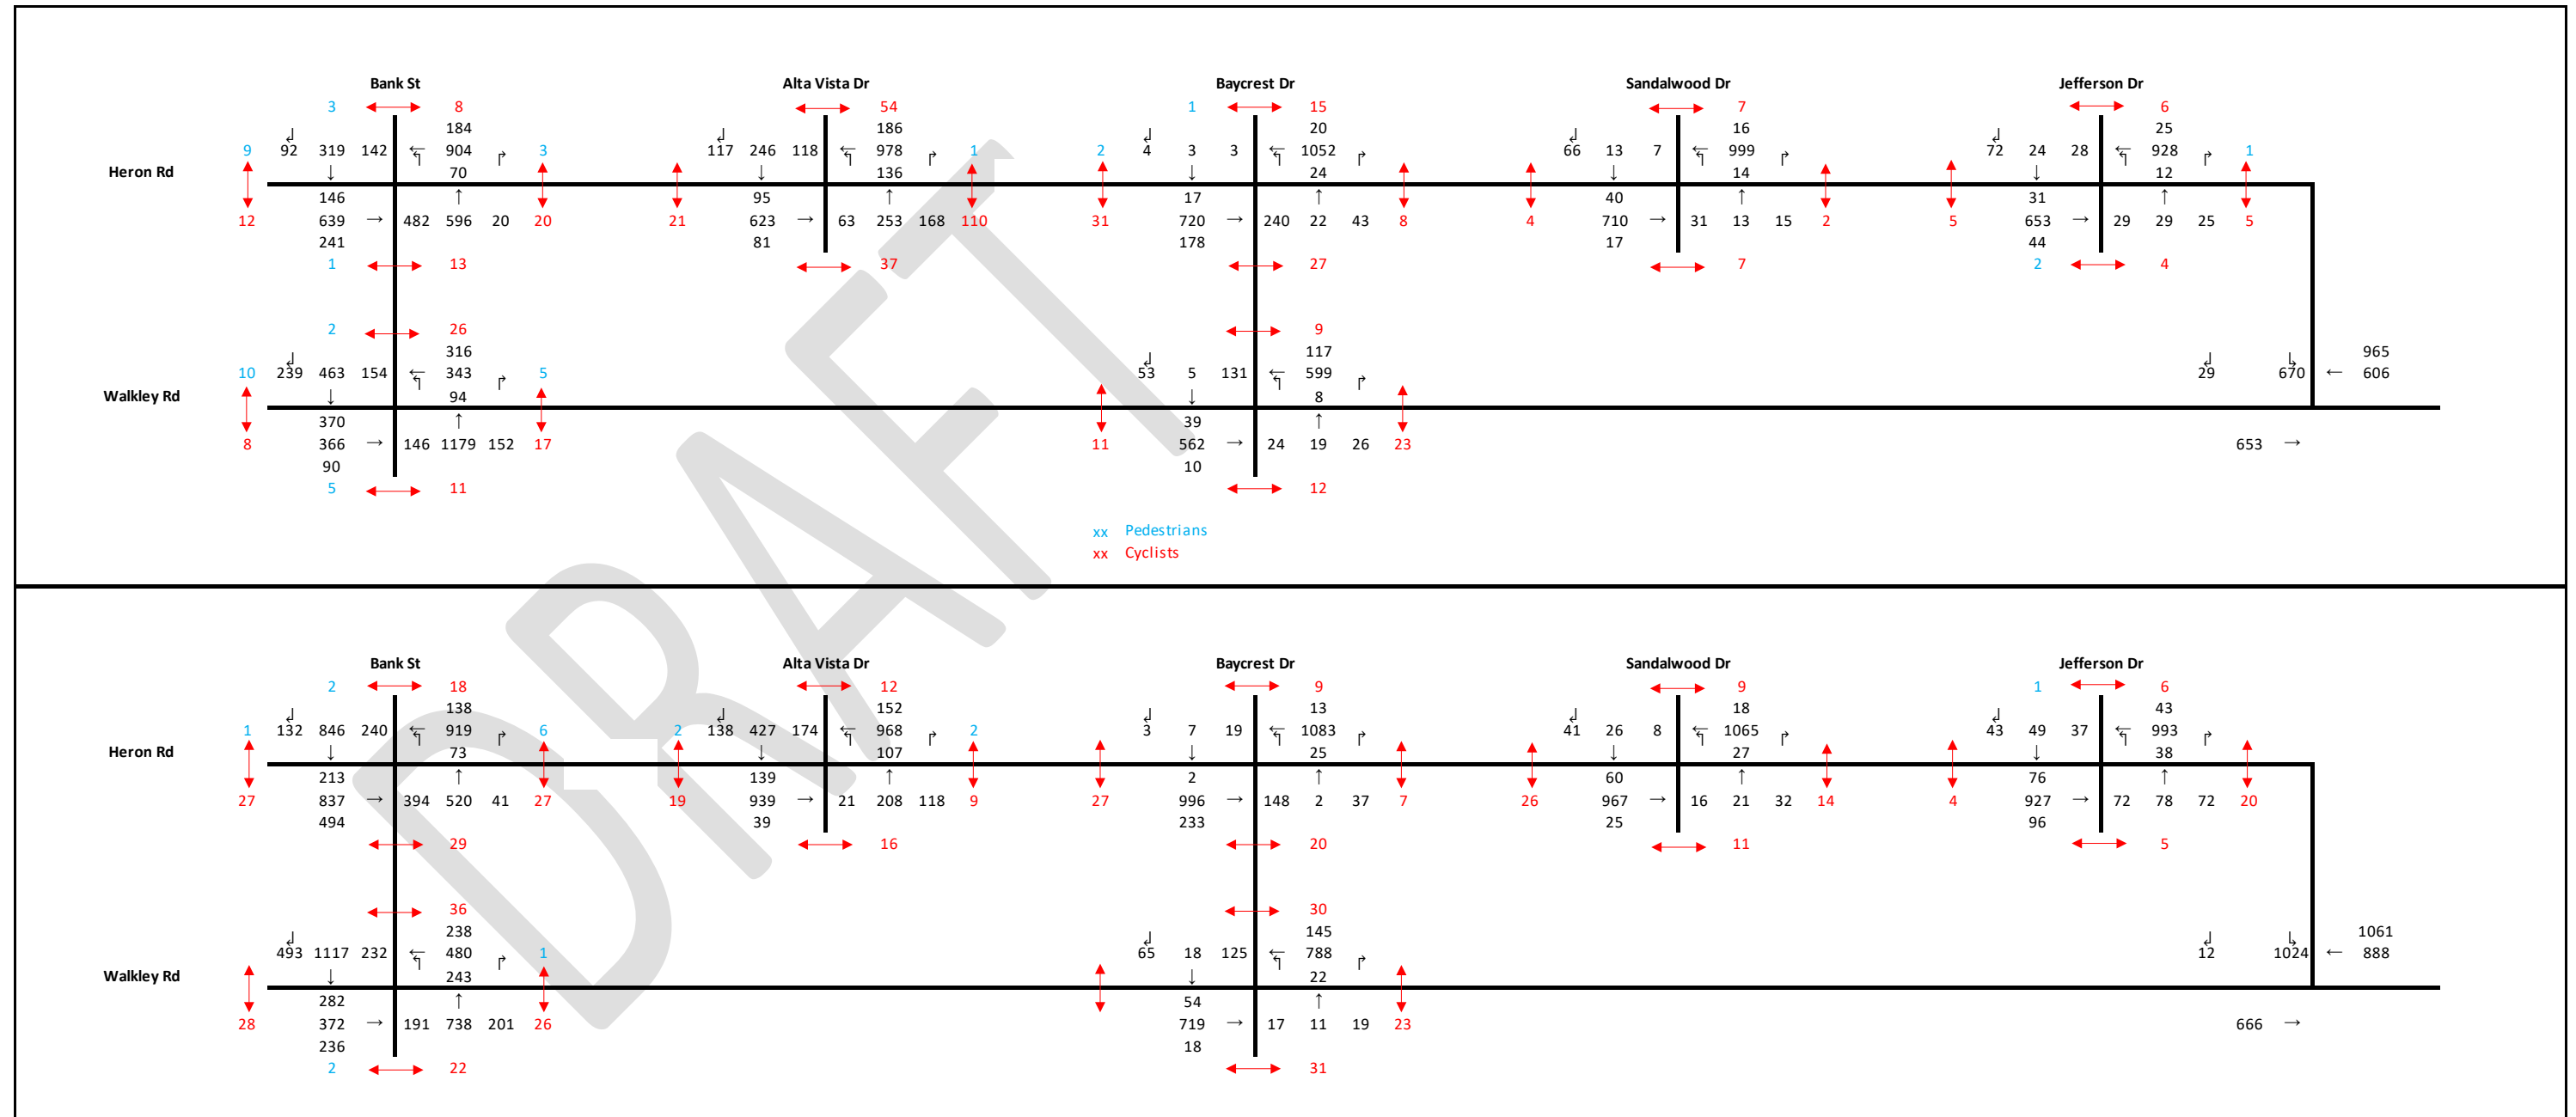 Bank St Alta Vista Dr Baycrest Dr Sandalwood Dr Jefferson Dr
3 8 54 1 15 7 6
184 186 20 16 25
9 92 319 142 904 3 117 246 118 978 1 2 4 3 3 1052 66 13 7 999 72 24 28 928 1
Heron Rd 70 136 24 14 12
146 95 17 40 31
12 639 482 596 20 20 21 623 63 253 168 110 31 720 240 22 43 8 4 710 31 13 15 2 5 653 29 29 25 5
241 81 178 17 44
1 13 37 27 7 2 4
2 26 9
316 117 965
10 239 463 154 343 5 53 5 131 599 29 670 606
Walkley Rd 94 8
370 39
8 366 146 1179 152 17 11 562 24 19 26 23 653
90 10
5 11 12
xx Pedestrians
xx Cyclists
DRAFT
Bank St Alta Vista Dr Baycrest Dr Sandalwood Dr Jefferson Dr
2 18 12 9 9 1 6
138 152 13 18 43
1 132 846 240 919 6 2 138 427 174 968 2 3 7 19 1083 41 26 8 1065 43 49 37 993
Heron Rd 73 107 25 27 38
213 139 2 60 76
27 837 394 520 41 27 19 939 21 208 118 9 27 996 148 2 37 7 26 967 16 21 32 14 4 927 72 78 72 20
494 39 233 25 96
29 16 20 11 5
36 30
238 145 1061
493 1117 232 480 1 65 18 125 788 12 1024 888
Walkley Rd 243 22
282 54
28 372 191 738 201 26 719 17 11 19 23 666
236 18
2 22 31